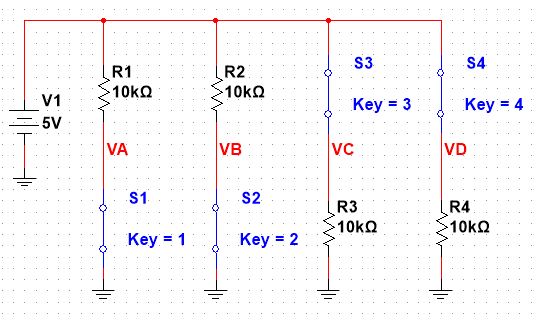 V1
5V
R1
10kΩ
VA
S1
Key = 1
R2
10kΩ
VB
S2
Key = 2
S3
Key = 3
VC
R3
10kΩ
S4
Key = 4
VD
R4
10kΩ